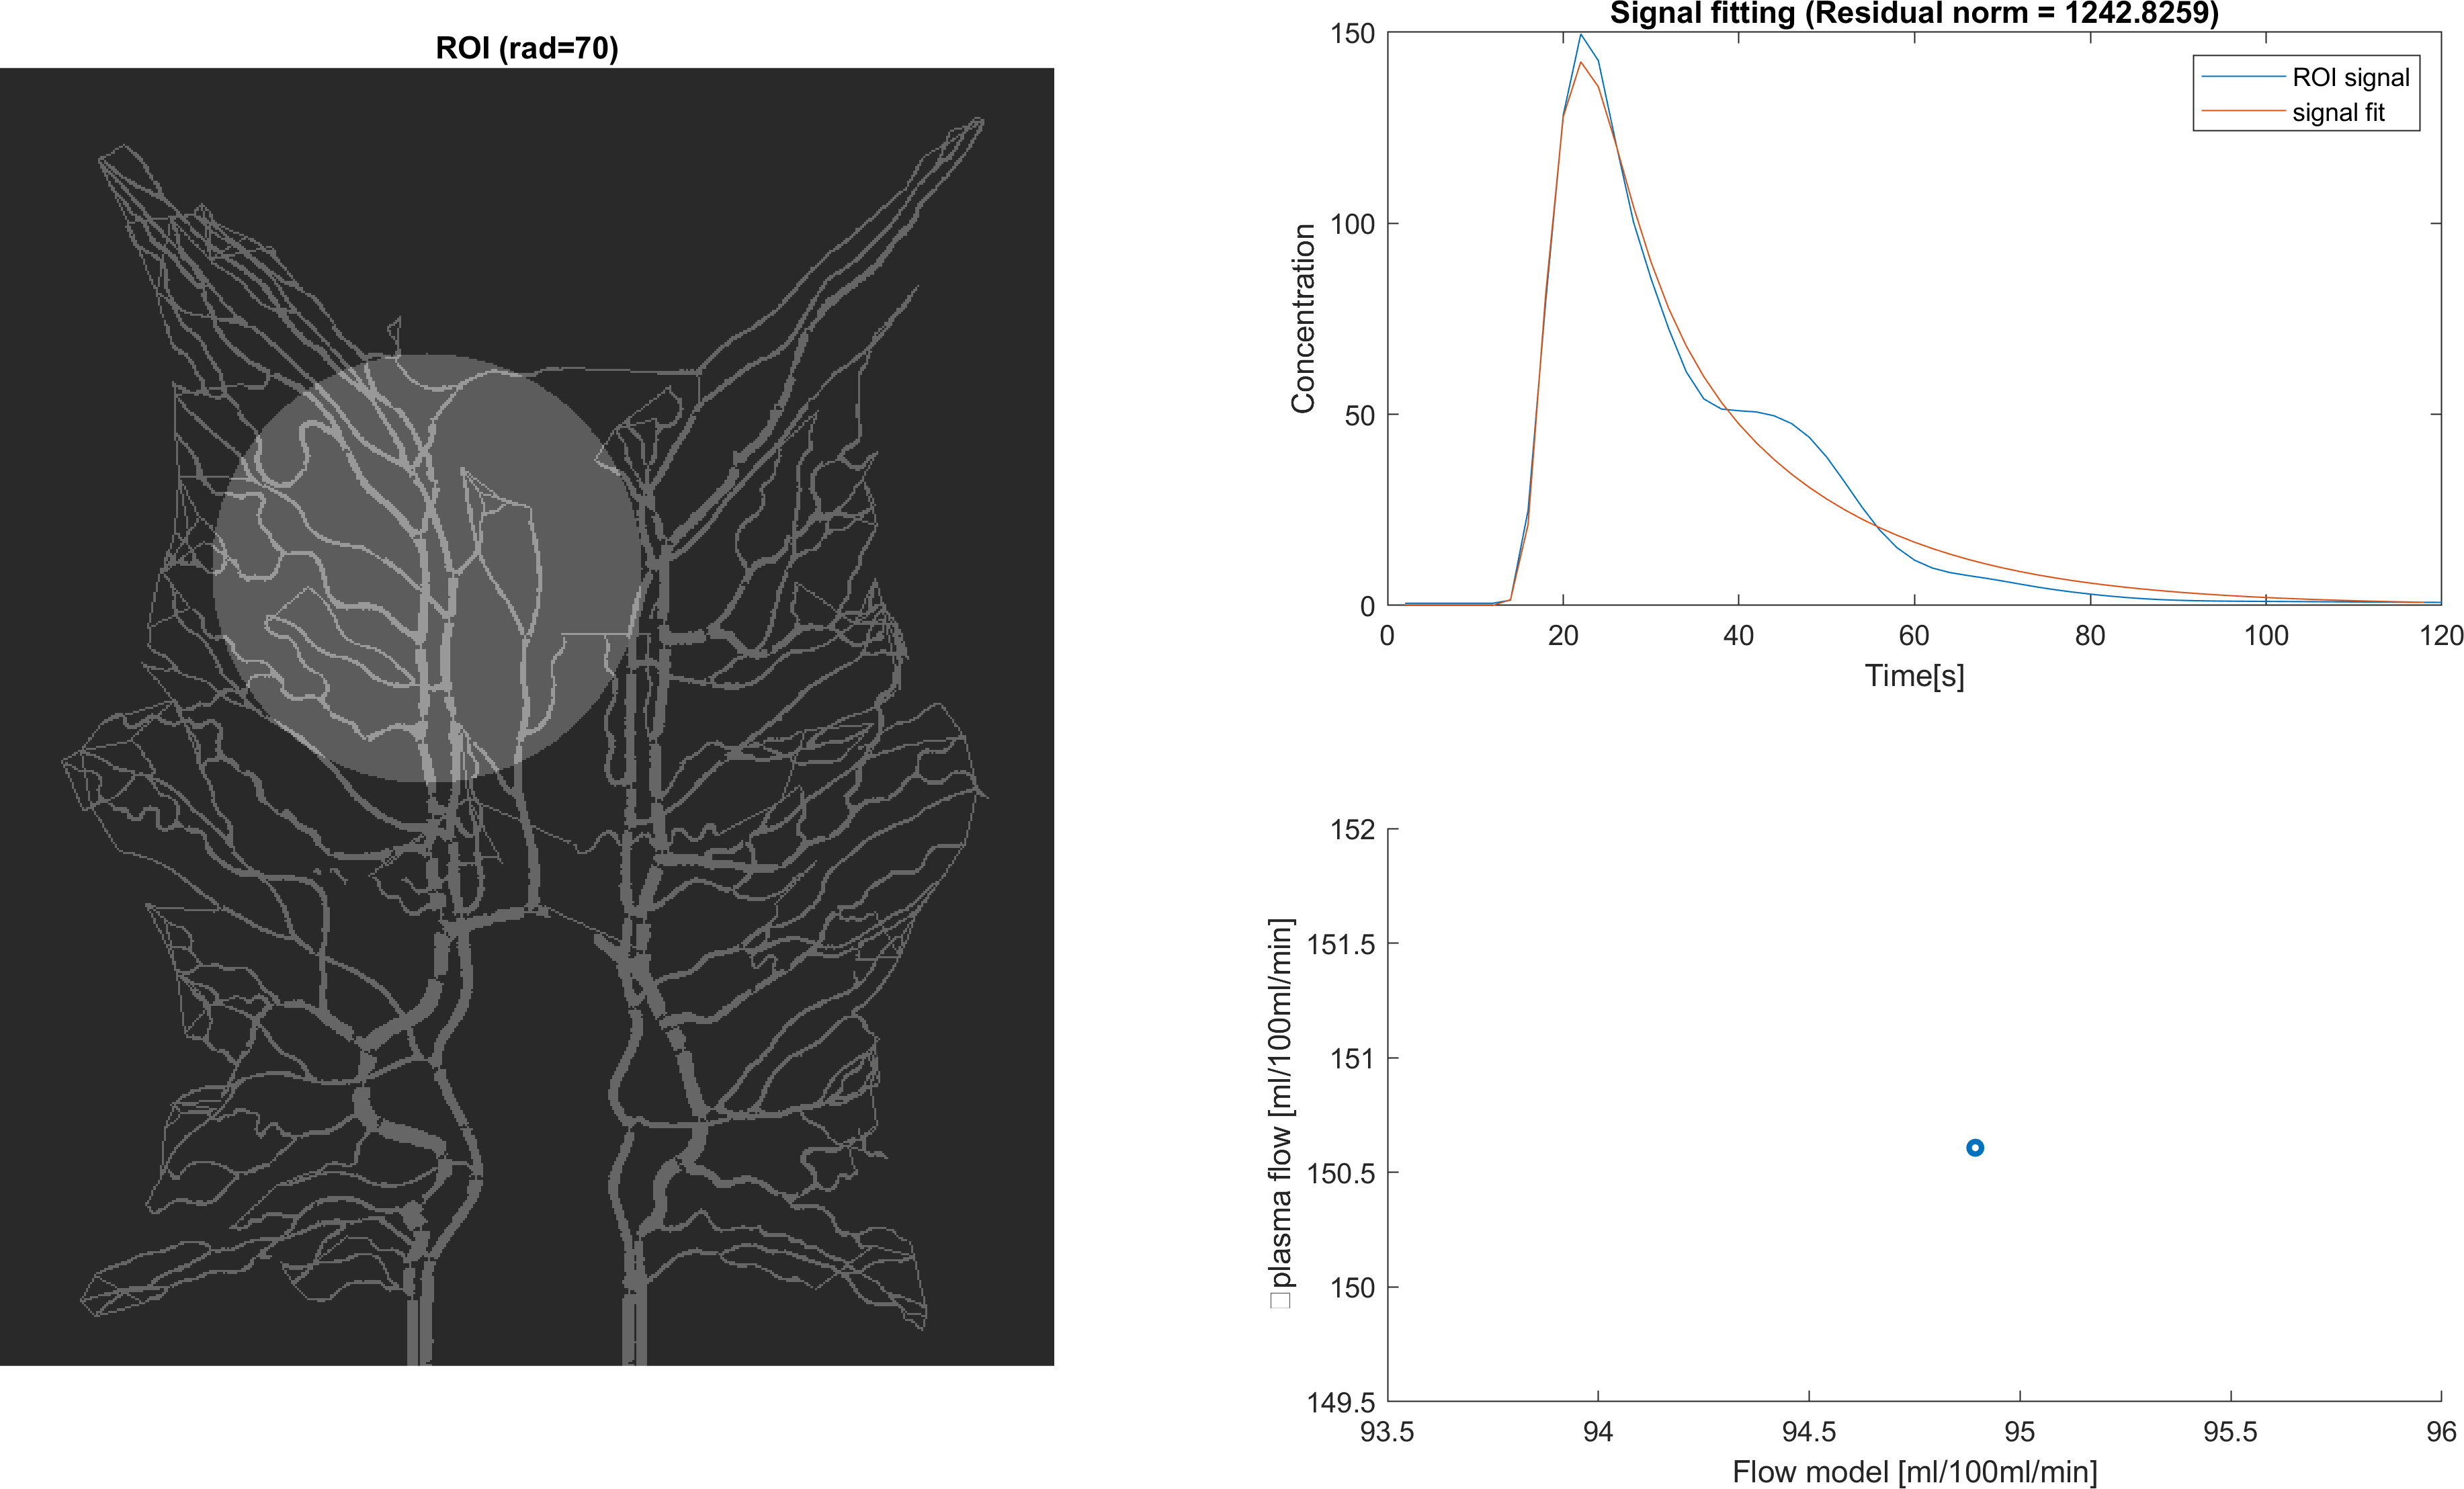 ROI (rad=70)
Signal fitting (Residual norm = 1242.8259)
150
100
50
0
Concentration
ROI signal
signal fit
0 20 40 60 80 100 120
Time[s]
152
151.5
151
150.5
150
149.5
□plasma flow [ml/100ml/min]
93.5 94 94.5 95 95.5 96
Flow model [ml/100ml/min]